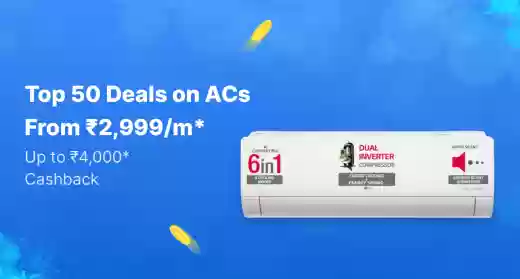 Top 50 Deals on ACs
From ₹2,999/m*
Up to ₹4,000*
Cashback
6in1
DUAL
INVERTER
COMPRESSOR